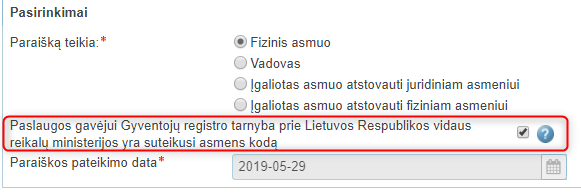 Pasirinkimai
Paraišką teikia:*
Fizinis asmuo
Vadovas
Įgaliotas asmuo atstovauti juridiniam asmeniui
Įgaliotas asmuo atstovauti fiziniam asmeniui
Paslaugos gavėjui Gyventojų registro tarnyba prie Lietuvos Respublikos vidaus
reikalų ministerijos yra suteikusi asmens kodą
?
Paraiškos pateikimo data*
2019-05-29